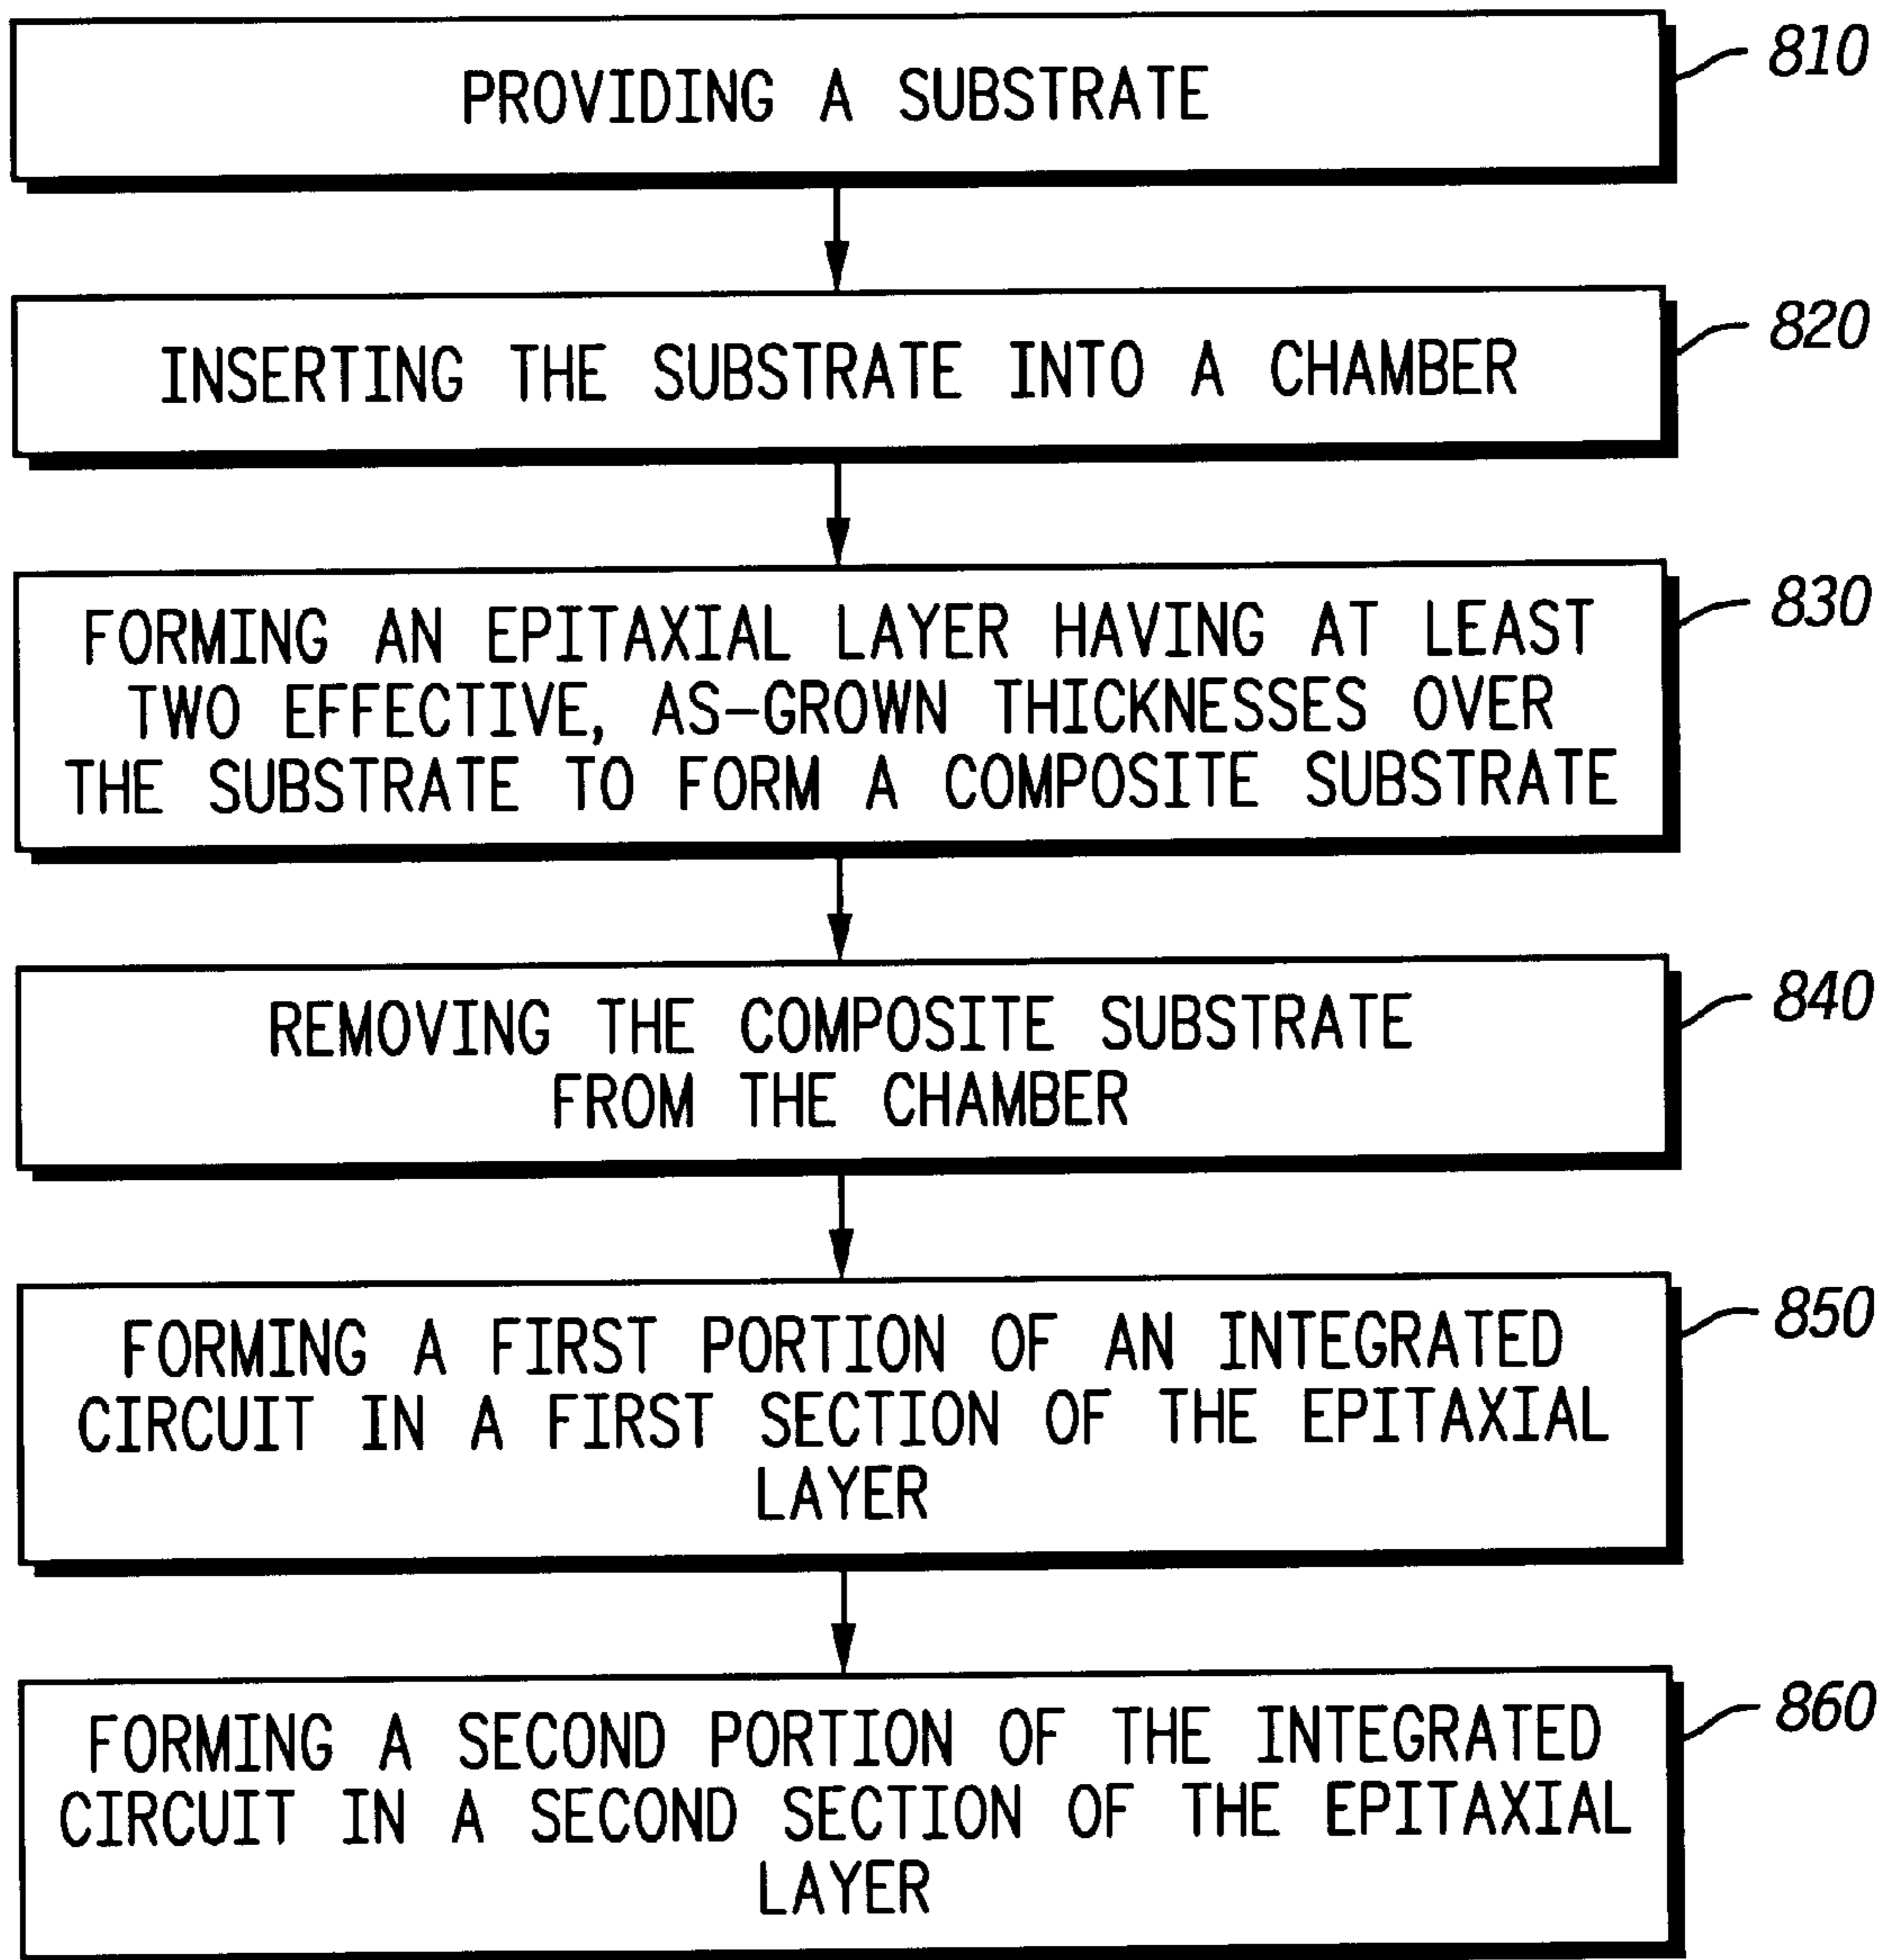 PROVIDING A SUBSTRATE
810
INSERTING THE SUBSTRATE INTO A CHAMBER
820
FORMING AN EPITAXIAL LAYER HAVING AT LEAST
TWO EFFECTIVE, AS-GROWN THICKNESSES OVER
THE SUBSTRATE TO FORM A COMPOSITE SUBSTRATE
830
REMOVING THE COMPOSITE SUBSTRATE
FROM THE CHAMBER
840
FORMING A FIRST PORTION OF AN INTEGRATED
CIRCUIT IN A FIRST SECTION OF THE EPITAXIAL
LAYER
850
FORMING A SECOND PORTION OF THE INTEGRATED
CIRCUIT IN A SECOND SECTION OF THE EPITAXIAL
LAYER
860